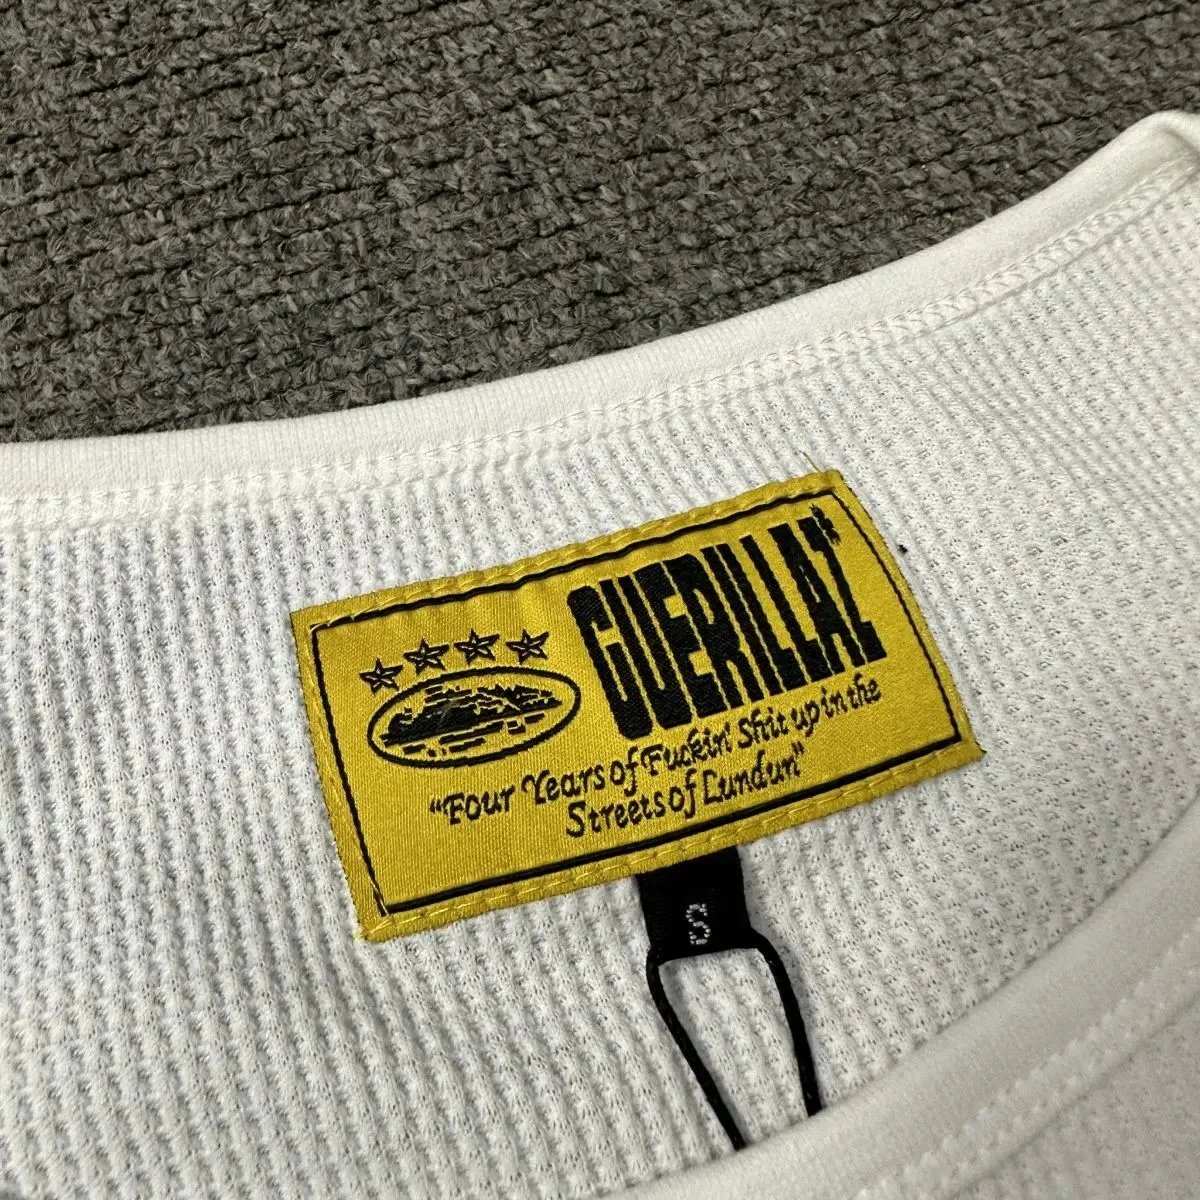 GUERILLAZ
"Four Years of Fuckin' Shit up in the
Streets of Lundun"
S